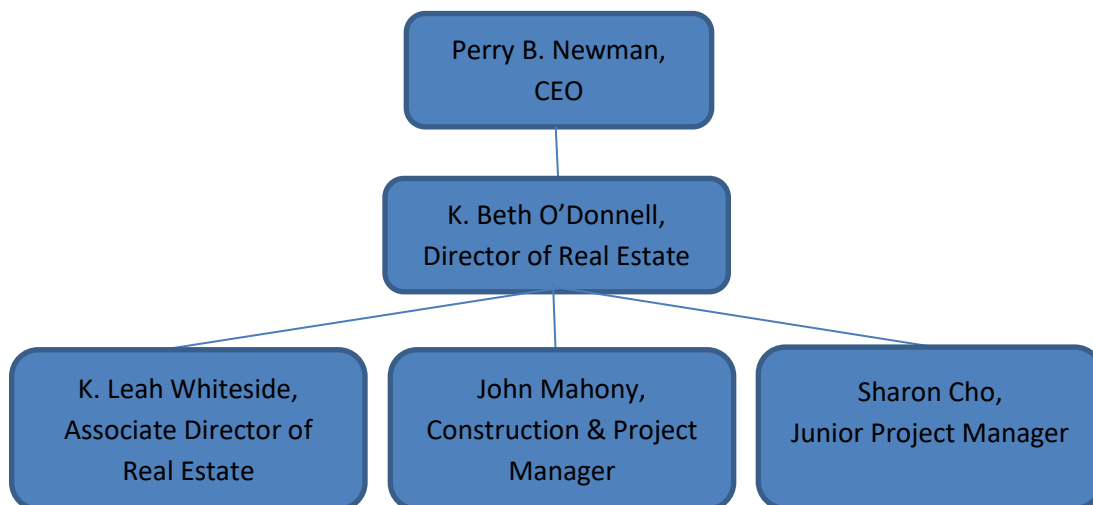 Perry B. Newman,
CEO
K. Beth O’Donnell,
Director of Real Estate
K. Leah Whiteside,
Associate Director of
Real Estate
John Mahony,
Construction & Project
Manager
Sharon Cho,
Junior Project Manager